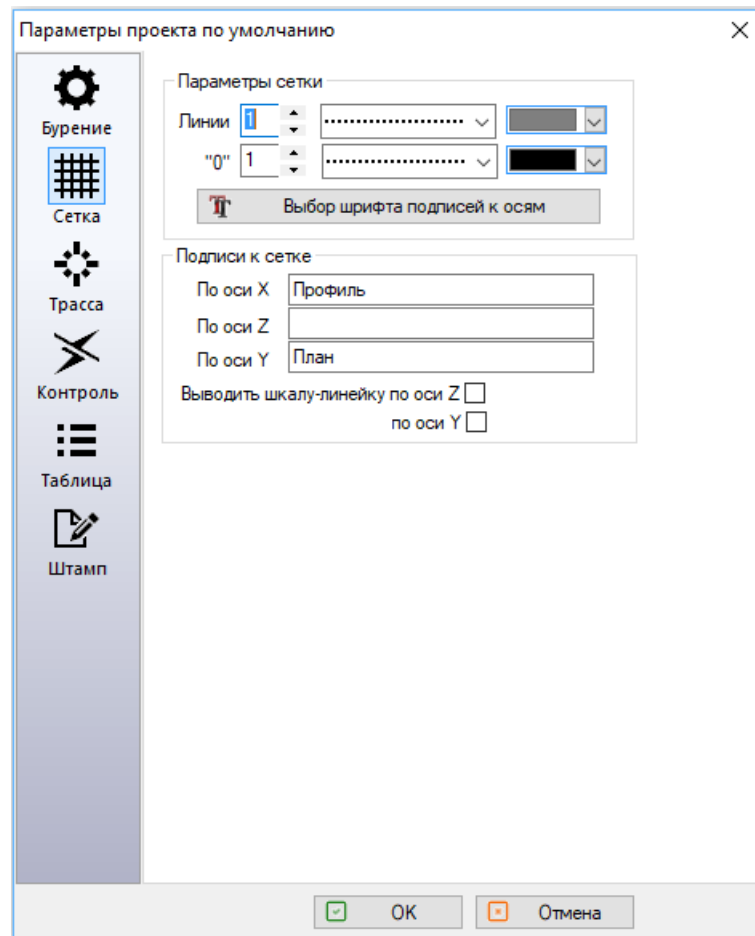 Параметры проекта по умолчанию
Бурение
Сетка
Трасса
Контроль
Таблица
Штамп
Параметры сетки
Линии 1
"0" 1
Выбор шрифта подписей к осям
Подписи к сетке
По оси X Профиль
По оси Z
По оси Y План
Выводить шкалу-линейку по оси Z
по оси Y
OK Отмена